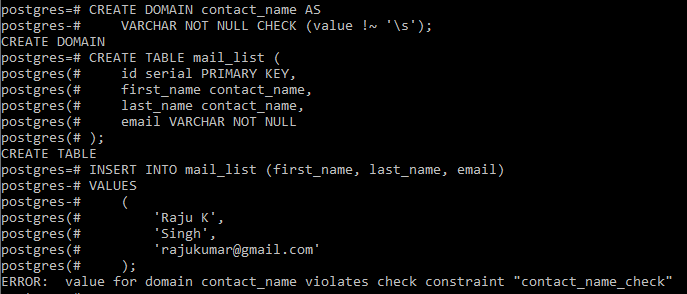 postgres=# CREATE DOMAIN contact_name AS
postgres-#     VARCHAR NOT NULL CHECK (value !~ '\s');
CREATE DOMAIN
postgres=# CREATE TABLE mail_list (
postgres(#     id serial PRIMARY KEY,
postgres(#     first_name contact_name,
postgres(#     last_name contact_name,
postgres(#     email VARCHAR NOT NULL
postgres(# );
CREATE TABLE
postgres=# INSERT INTO mail_list (first_name, last_name, email)
postgres-# VALUES
postgres-#     (
postgres(#         'Raju K',
postgres(#         'Singh',
postgres(#         'rajukumar@gmail.com'
postgres(#     );
ERROR:  value for domain contact_name violates check constraint "contact_name_check"